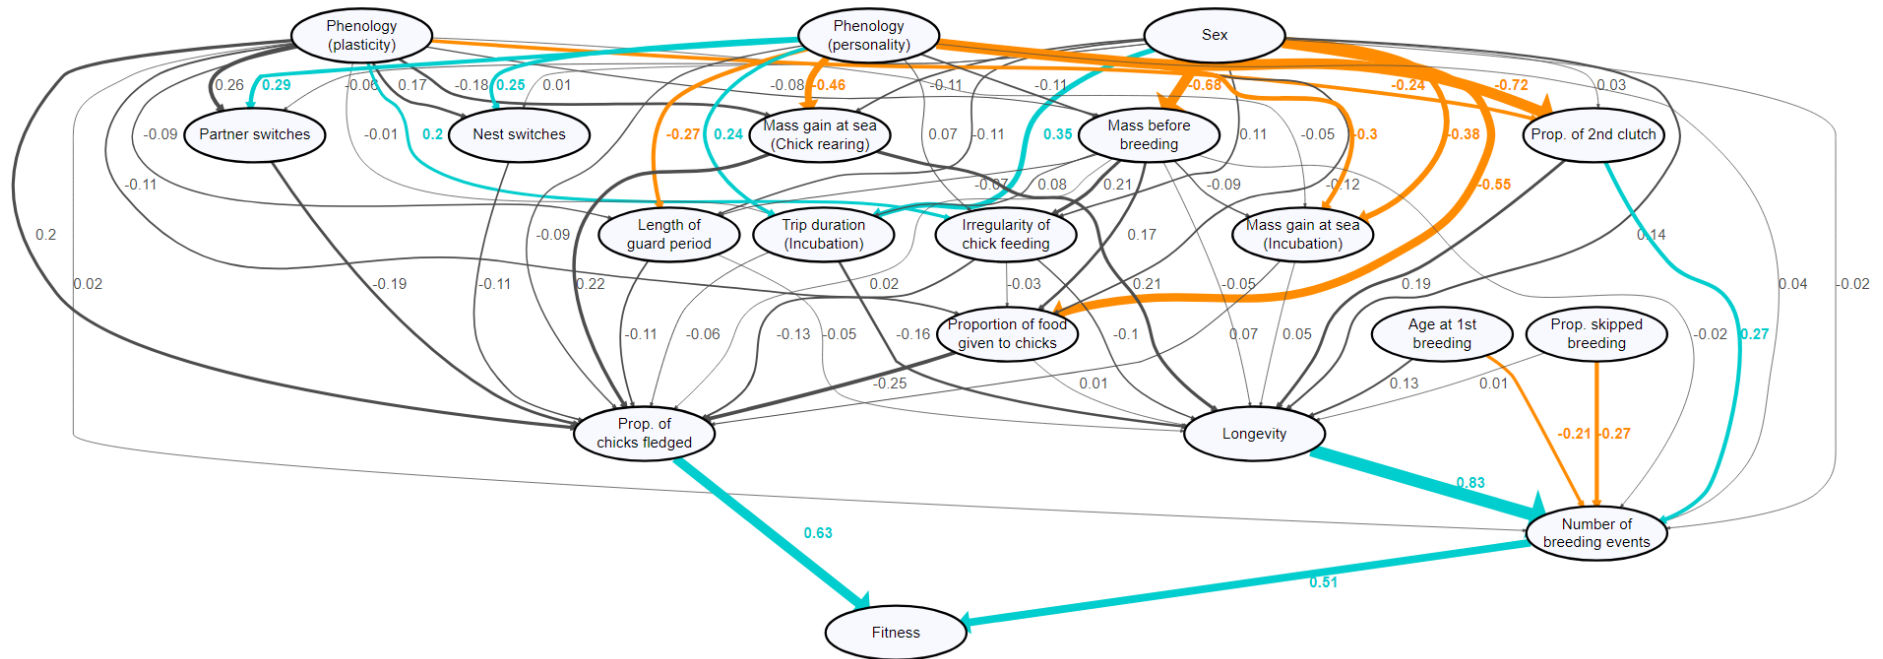 Phenology
(plasticity)
Phenology
(personality)
Sex
0.26
0.29
-0.06
0.17
-0.18
0.25
0.01
-0.08
-0.46
-0.11
-0.11
-0.68
-0.24
-0.72
0.03
Partner switches
Nest switches
Mass gain at sea
(Chick rearing)
Mass before
breeding
Prop. of 2nd clutch
-0.09
-0.01
0.2
-0.27
0.24
0.07
-0.11
0.35
0.11
-0.05
-0.3
-0.38
-0.11
-0.07
0.08
0.21
-0.09
-0.12
-0.55
Length of
guard period
Trip duration
(Incubation)
Irregularity of
chick feeding
Mass gain at sea
(Incubation)
0.2
-0.09
0.17
0.14
0.02
-0.19
-0.11
0.22
0.02
-0.03
0.21
-0.05
0.19
0.04
-0.02
Proportion of food
given to chicks
Age at 1st
breeding
Prop. skipped
breeding
-0.11
-0.06
-0.13
-0.05
-0.16
-0.1
0.07
0.05
-0.02
0.27
-0.25
0.01
0.13
0.01
Prop. of
chicks fledged
Longevity
-0.21
-0.27
0.83
Number of
breeding events
0.63
0.51
Fitness